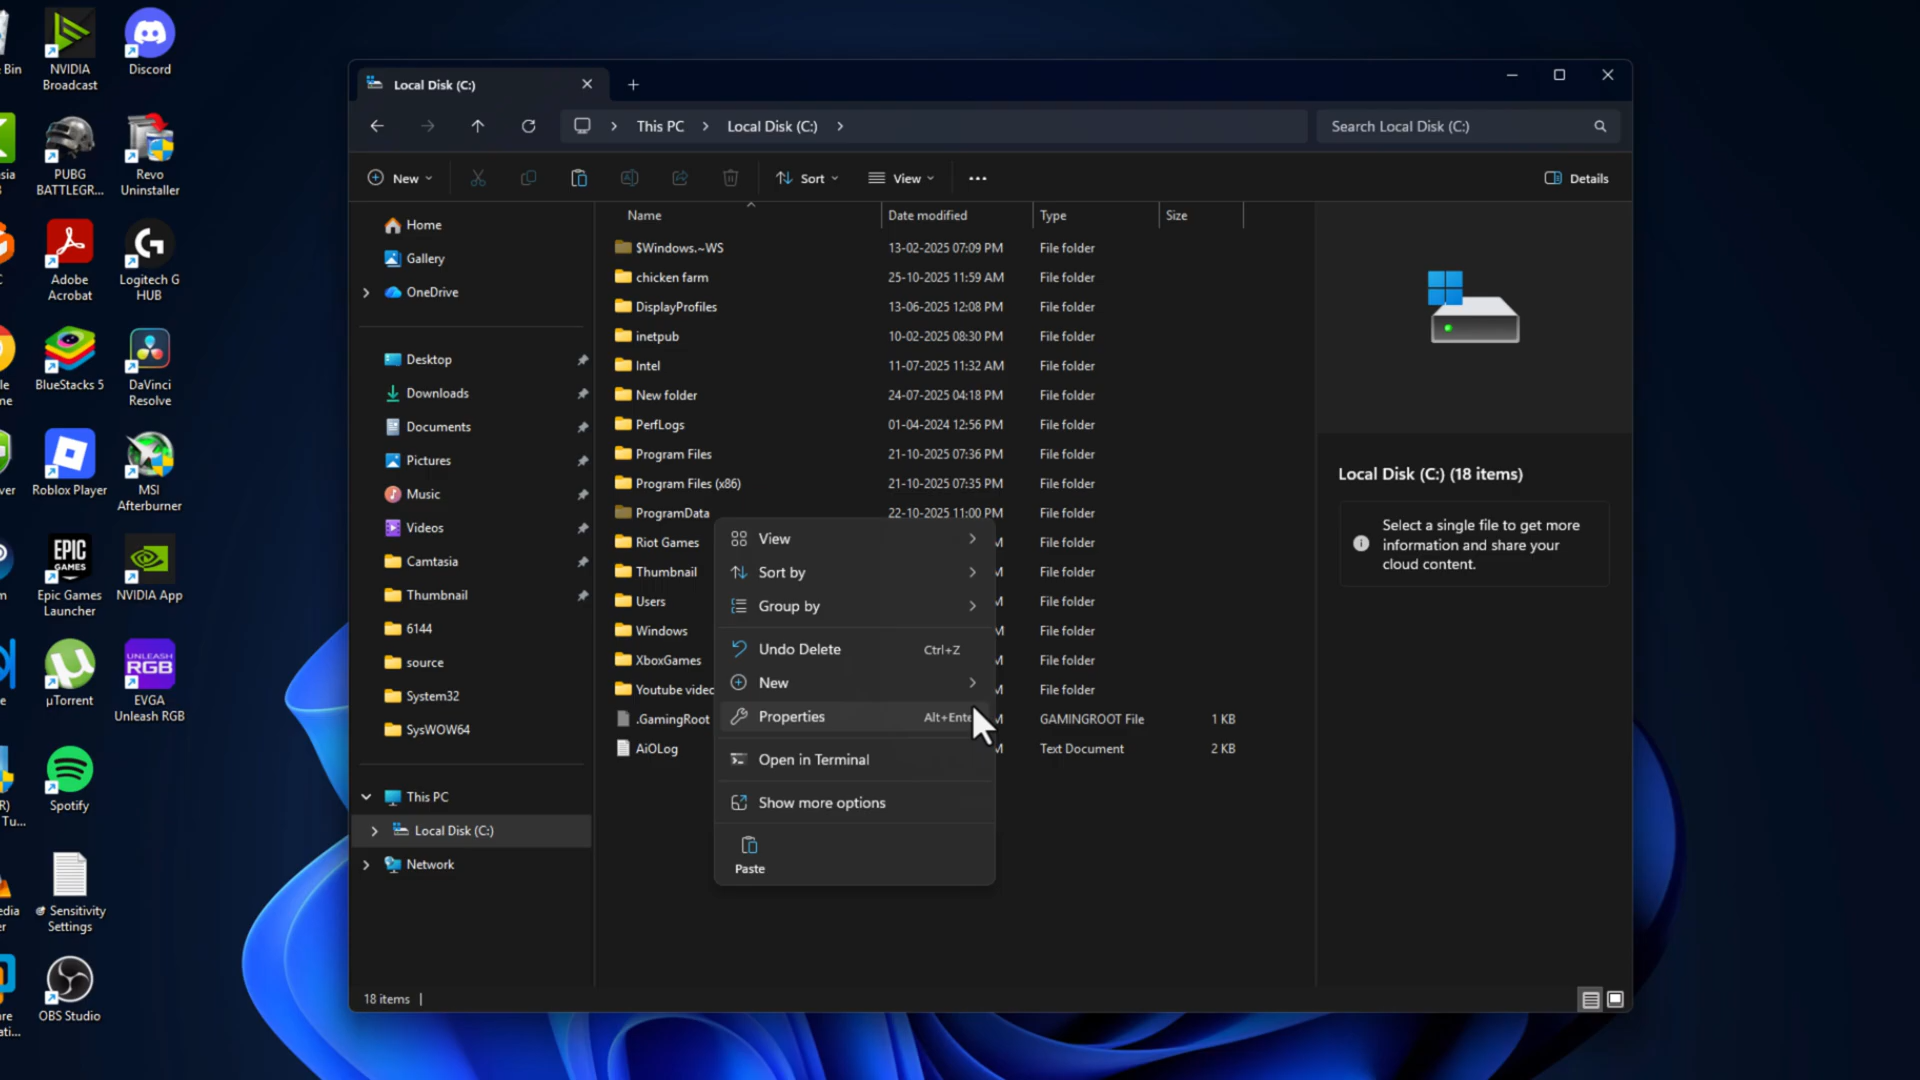 Bin
NVIDIA
Broadcast
Discord
PUBG
BATTLEGR...
Revo
Uninstaller
Adobe
Acrobat
Logitech G
HUB
BlueStacks 5
DaVinci
Resolve
Roblox Player
MSI
Afterburner
EPIC
GAMES
Epic Games
Launcher
NVIDIA App
µTorrent
UNLEASH
RGB
EVGA
Unleash RGB
Spotify
Sensitivity
Settings
OBS Studio
Local Disk (C:)
This PC
Local Disk (C:)
Search Local Disk (C:)
New
Sort
View
Details
Home
Gallery
OneDrive
Desktop
Downloads
Documents
Pictures
Music
Videos
Camtasia
Thumbnail
6144
source
System32
SysWOW64
This PC
Local Disk (C:)
Network
Name Date modified Type Size
$Windows.~WS 13-02-2025 07:09 PM File folder
chicken farm 25-10-2025 11:59 AM File folder
DisplayProfiles 13-06-2025 12:08 PM File folder
inetpub 10-02-2025 08:30 PM File folder
Intel 11-07-2025 11:32 AM File folder
New folder 24-07-2025 04:18 PM File folder
PerfLogs 01-04-2024 12:56 PM File folder
Program Files 21-10-2025 07:36 PM File folder
Program Files (x86) 21-10-2025 07:35 PM File folder
ProgramData 22-10-2025 11:00 PM File folder
Riot Games File folder
Thumbnail File folder
Users File folder
Windows File folder
XboxGames File folder
Youtube videc File folder
.GamingRoot GAMINGROOT File 1 KB
AiOLog Text Document 2 KB
View
Sort by
Group by
Undo Delete Ctrl+Z
New
Properties Alt+Ente
Open in Terminal
Show more options
Paste
Local Disk (C:) (18 items)
Select a single file to get more
information and share your
cloud content.
18 items